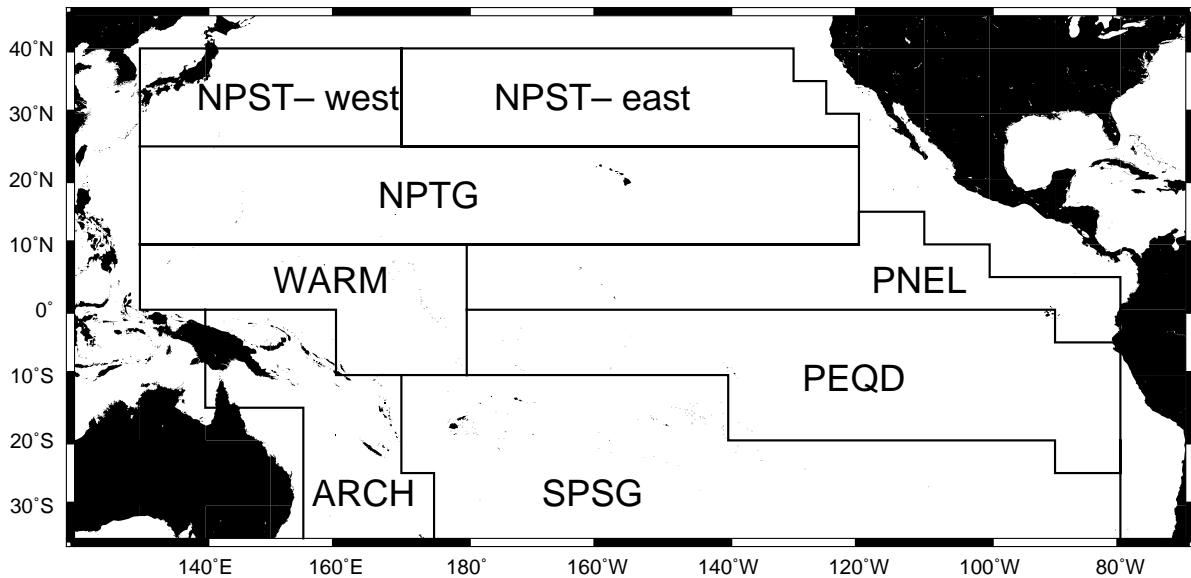 40°N
NPST– west NPST– east
30°N
20°N
NPTG
10°N
WARM PNEL
0°
10°S
PEQD
20°S
ARCH SPSG
30°S
140°E 160°E 180° 160°W 140°W 120°W 100°W 80°W